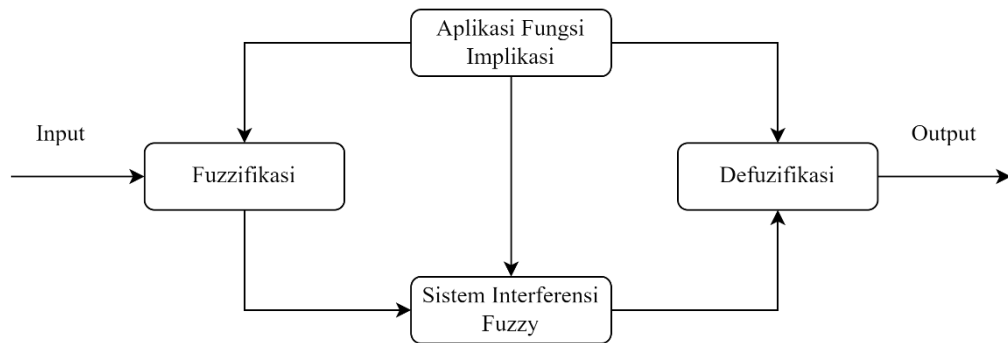 Aplikasi Fungsi
Implikasi
Input
Fuzzifikasi
Defuzifikasi
Output
Sistem Interferensi
Fuzzy